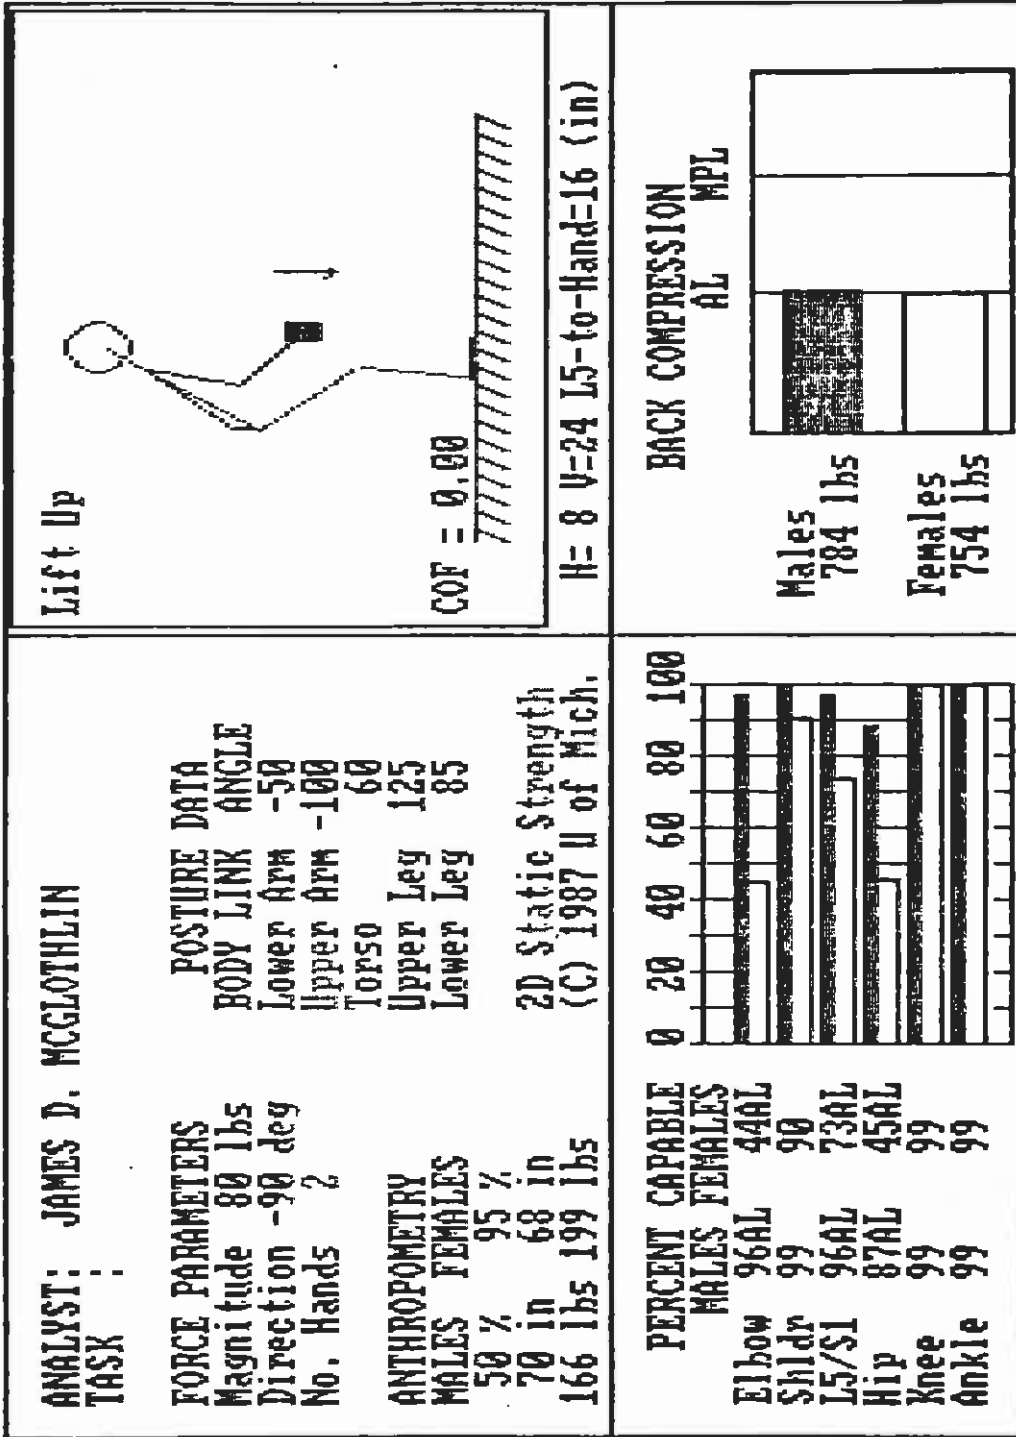 ANALYST: JAMES D. MCGLOTHLIN
TASK :
:
FORCE PARAMETERS
Magnitude 80 lbs
Direction -90 deg
No. Hands 2
ANTHROPOMETRY
MALES FEMALES
50 % 95 %
70 in 68 in
166 lbs 199 lbs
POSTURE DATA
BODY LINK ANGLE
Lower Arm -50
Upper Arm -100
Torso 60
Upper Leg 125
Lower Leg 85
2D Static Strength
(C) 1987 U of Mich.
Lift Up
COF = 0.00
H= 8 V=24 L5-to-Hand=16 (in)
PERCENT CAPABLE
MALES FEMALES
Elbow 96AL 44AL
Shldr 99 90
L5/S1 96AL 73AL
Hip 87AL 45AL
Knee 99 99
Ankle 99 99
0 20 40 60 80 100
BACK COMPRESSION
AL MPL
Males
784 lbs
Females
754 lbs